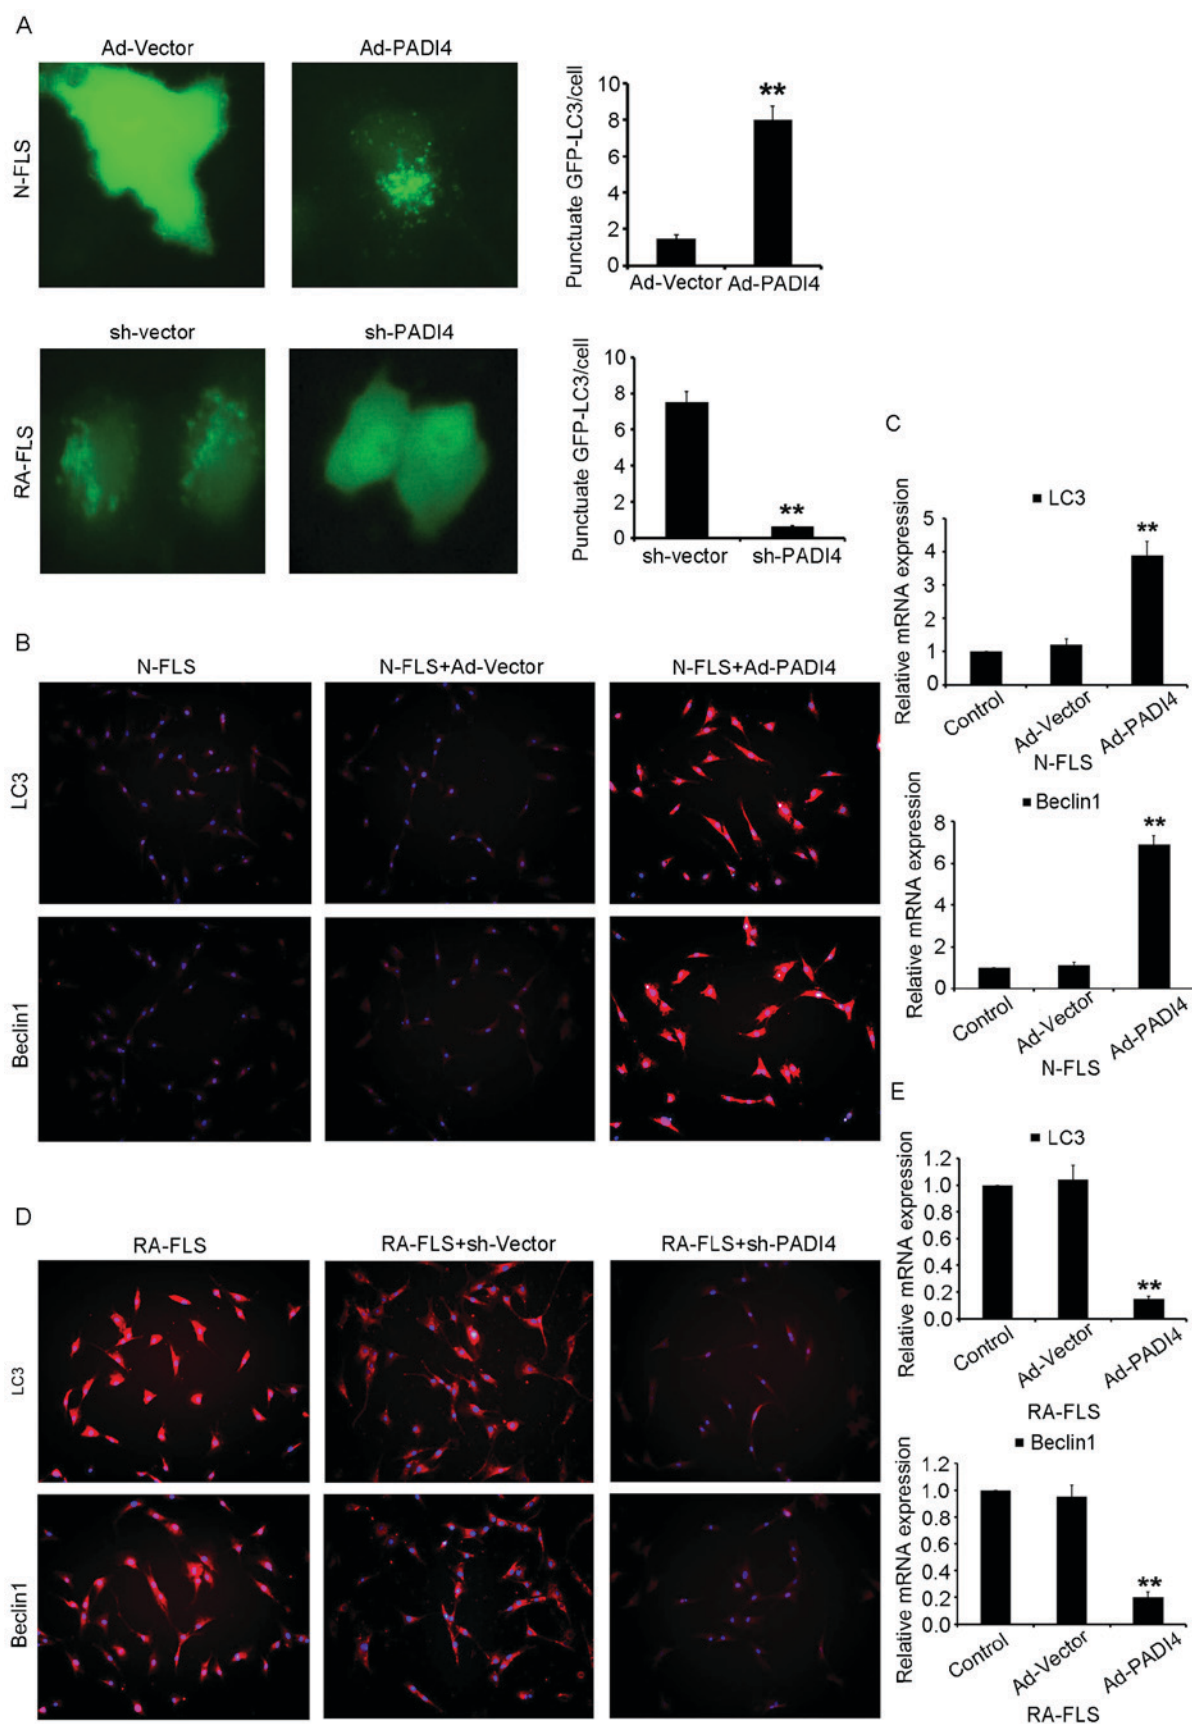 A
Ad-Vector
Ad-PADI4
N-FLS
Punctuate GFP-LC3/cell
10
8
6
4
2
0
**
Ad-Vector
Ad-PADI4
sh-vector
sh-PADI4
RA-FLS
Punctuate GFP-LC3/cell
10
8
6
4
2
0
**
sh-vector
sh-PADI4
B
N-FLS
N-FLS+Ad-Vector
N-FLS+Ad-PADI4
LC3
Beclin1
C
LC3
Relative mRNA expression
5
4
3
2
1
0
**
Control
Ad-Vector
Ad-PADI4
N-FLS
Beclin1
Relative mRNA expression
8
6
4
2
0
**
Control
Ad-Vector
Ad-PADI4
N-FLS
D
RA-FLS
RA-FLS+sh-Vector
RA-FLS+sh-PADI4
LC3
Beclin1
E
LC3
Relative mRNA expression
1.2
1.0
0.8
0.6
0.4
0.2
0.0
**
Control
Ad-Vector
Ad-PADI4
RA-FLS
Beclin1
Relative mRNA expression
1.2
1.0
0.8
0.6
0.4
0.2
0.0
**
Control
Ad-Vector
Ad-PADI4
RA-FLS